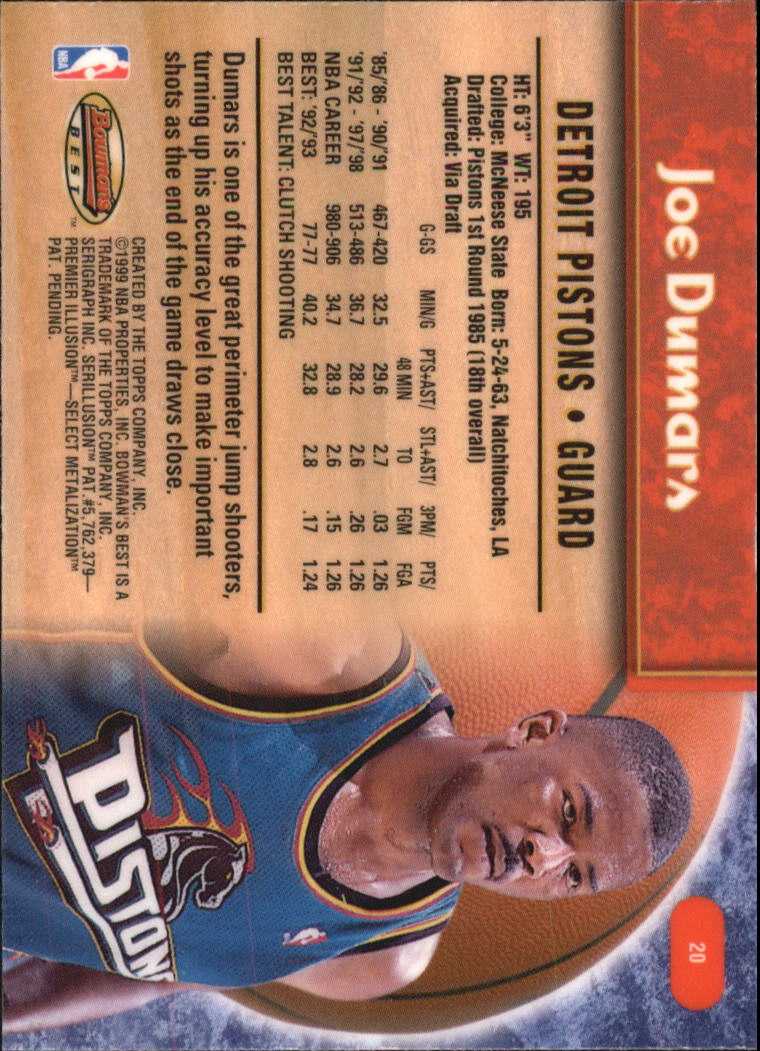 Joe Dumars
20
DETROIT PISTONS • GUARD
HT: 6'3" WT: 195
College: McNeese State Born: 5-24-63, Natchitoches, LA
Drafted: Pistons 1st Round 1985 (18th overall)
Acquired: Via Draft
G-GS MIN/G PTS+AST/ STL+AST/ 3PM/ PTS/
48 MIN TO FGM FGA
'85/'86 - '90/'91 467-420 32.5 29.6 2.7 .03 1.26
'91/'92 - '97/'98 513-486 36.7 28.2 2.6 .26 1.26
NBA CAREER 980-906 34.7 28.9 2.6 .15 1.26
BEST: '92/'93 77-77 40.2 32.8 2.8 .17 1.24
BEST TALENT: CLUTCH SHOOTING
Dumars is one of the great perimeter jump shooters,
turning up his accuracy level to make important
shots as the end of the game draws close.
NBA
Bowman's
BEST™
CREATED BY THE TOPPS COMPANY, INC.
©1999 NBA PROPERTIES, INC. BOWMAN'S BEST IS A
TRADEMARK OF THE TOPPS COMPANY, INC.
SERIGRAPH INC. SERILLUSION™ PAT.#5,762,379—
PREMIER ILLUSION™—SELECT METALIZATION™
PAT. PENDING.
PISTONS